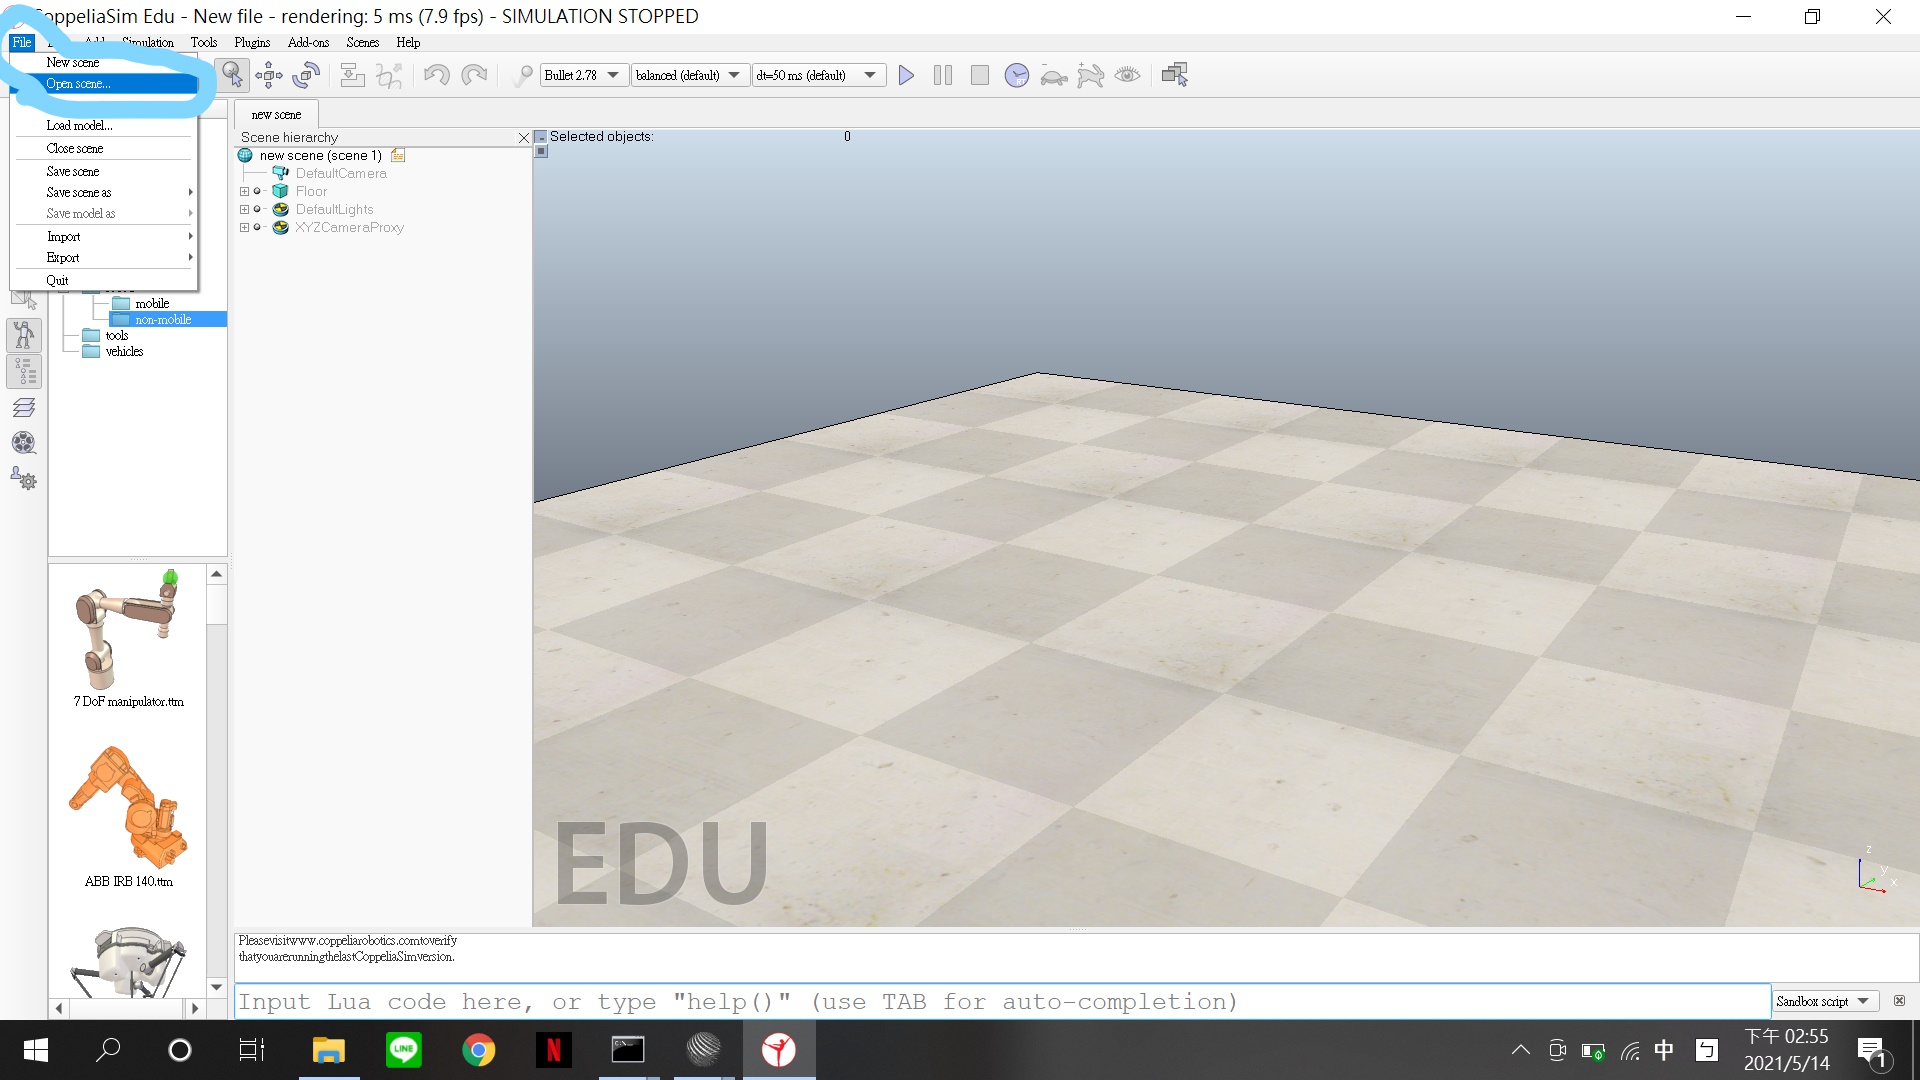 CoppeliaSim Edu - New file - rendering: 5 ms (7.9 fps) - SIMULATION STOPPED
File Add Simulation Tools Plugins Add-ons Scenes Help
New scene
Open scene...
Load model...
Close scene
Save scene
Save scene as
Save model as
Import
Export
Quit
Bullet 2.78
balanced (default)
dt=50 ms (default)
new scene
Scene hierarchy
new scene (scene 1)
DefaultCamera
Floor
DefaultLights
XYZCameraProxy
Selected objects: 0
mobile
non-mobile
tools
vehicles
7 DoF manipulator.ttm
ABB IRB 140.ttm
EDU
z
y
x
Pleasevisitwww.coppeliarobotics.comtoverify
thatyouarerunningthelastCoppeliaSimversion.
Input Lua code here, or type "help()" (use TAB for auto-completion)
Sandbox script
LINE
N
中
ㄅ
下午 02:55
2021/5/14
1